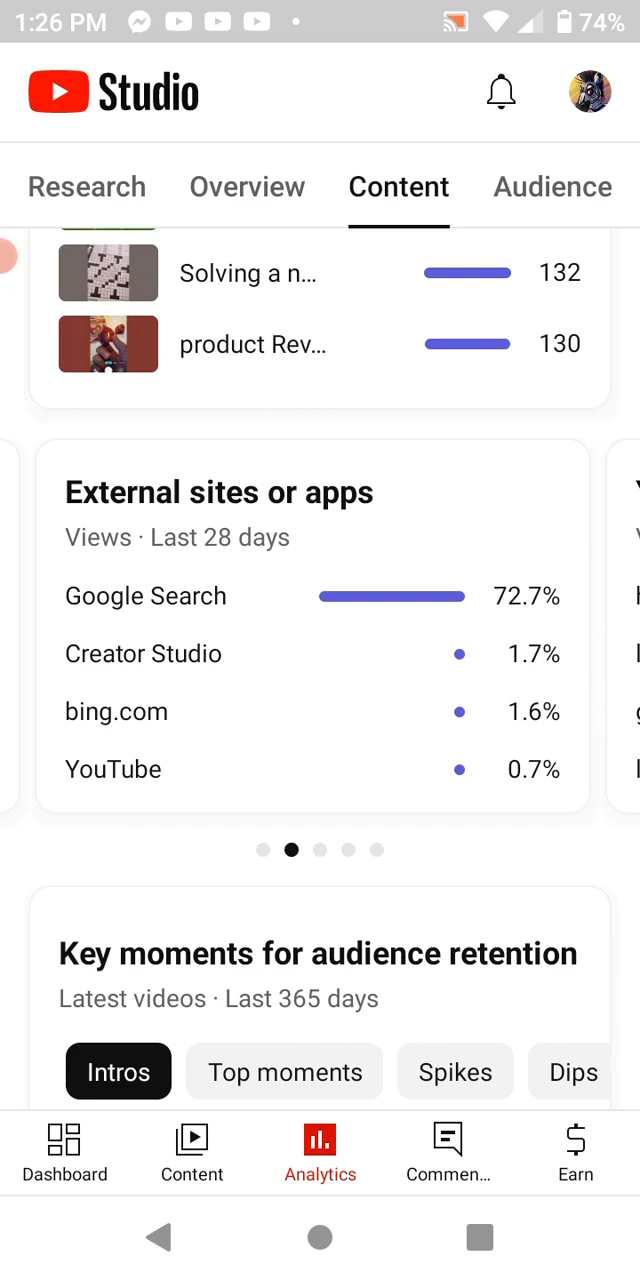 1:26 PM 74%
Studio
Research Overview Content Audience
Solving a n... 132
product Rev... 130
External sites or apps
Views · Last 28 days
Google Search 72.7%
Creator Studio 1.7%
bing.com 1.6%
YouTube 0.7%
Key moments for audience retention
Latest videos · Last 365 days
Intros Top moments Spikes Dips
Dashboard Content Analytics Commen... Earn